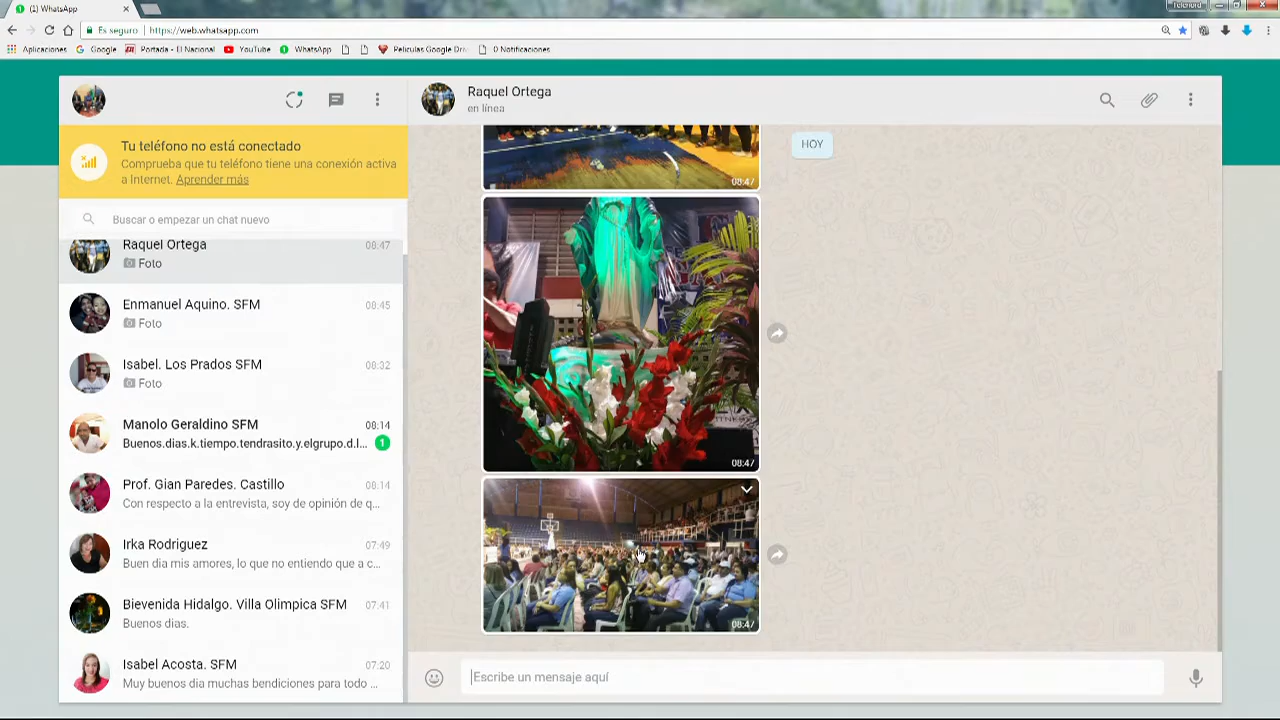 (1) WhatsApp
Telenord
Es seguro | https://web.whatsapp.com
Aplicaciones Google Portada - El Nacional YouTube WhatsApp Peliculas Google Dri 0 Notificaciones
Tu teléfono no está conectado
Comprueba que tu teléfono tiene una conexión activa
a Internet. Aprender más
Buscar o empezar un chat nuevo
Raquel Ortega 08:47
Foto
Enmanuel Aquino. SFM 08:45
Foto
Isabel. Los Prados SFM 08:32
Foto
Manolo Geraldino SFM 08:14
Buenos.dias.k.tiempo.tendrasito.y.elgrupo.d.l... 1
Prof. Gian Paredes. Castillo 08:14
Con respecto a la entrevista, soy de opinión de q...
Irka Rodriguez 07:49
Buen dia mis amores, lo que no entiendo que a c...
Bievenida Hidalgo. Villa Olimpica SFM 07:41
Buenos dias.
Isabel Acosta. SFM 07:20
Muy buenos dia muchas bendiciones para todo ...
Raquel Ortega
en línea
HOY
08:47
08:47
08:47
Escribe un mensaje aquí